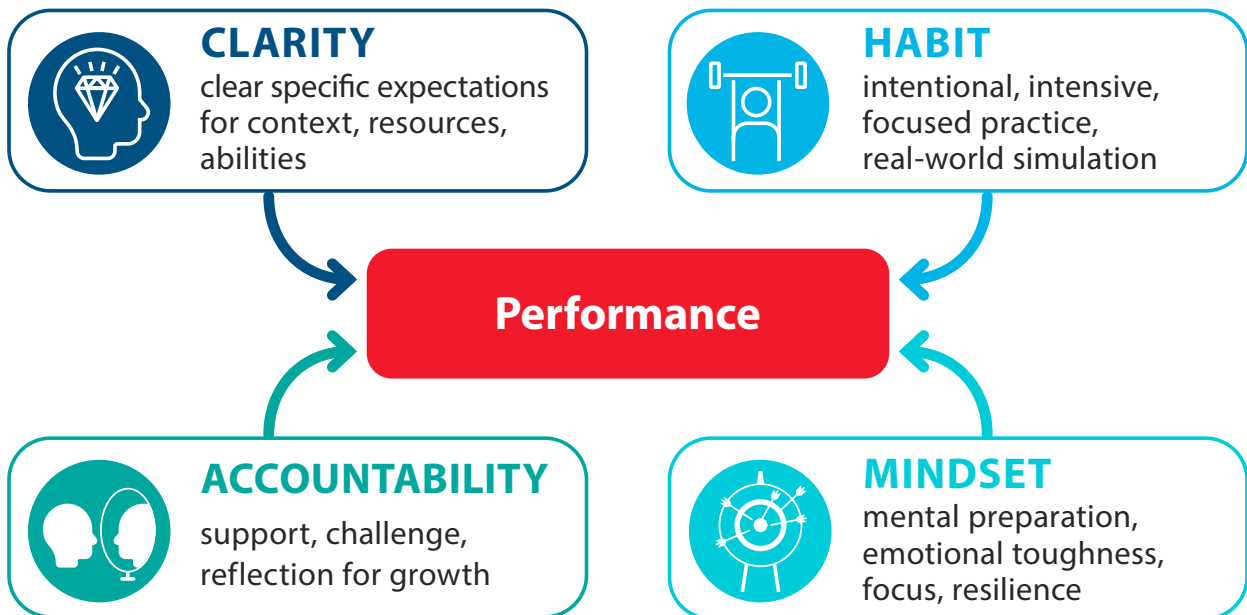 CLARITY
clear specific expectations
for context, resources,
abilities
HABIT
intentional, intensive,
focused practice,
real-world simulation
Performance
ACCOUNTABILITY
support, challenge,
reflection for growth
MINDSET
mental preparation,
emotional toughness,
focus, resilience